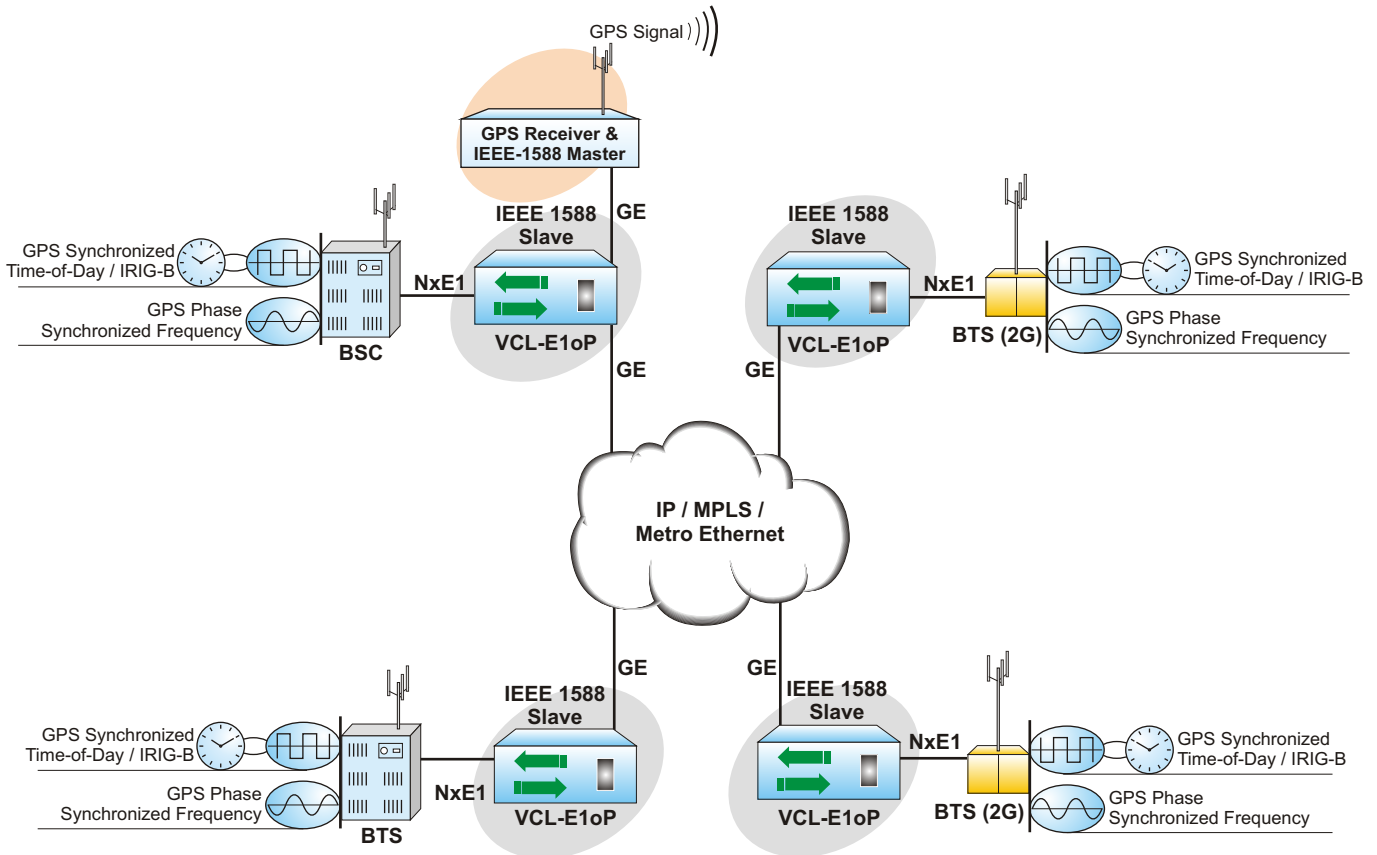 GPS Signal
GPS Receiver &
IEEE-1588 Master
IEEE 1588
Slave
GE
GPS Synchronized
Time-of-Day / IRIG-B
GPS Phase
Synchronized Frequency
BSC
NxE1
VCL-E1oP
GE
IEEE 1588
Slave
NxE1
VCL-E1oP
GE
BTS (2G)
GPS Synchronized
Time-of-Day / IRIG-B
GPS Phase
Synchronized Frequency
IP / MPLS /
Metro Ethernet
GE
IEEE 1588
Slave
GPS Synchronized
Time-of-Day / IRIG-B
GPS Phase
Synchronized Frequency
BTS
NxE1
VCL-E1oP
GE
IEEE 1588
Slave
NxE1
VCL-E1oP
BTS (2G)
GPS Synchronized
Time-of-Day / IRIG-B
GPS Phase
Synchronized Frequency